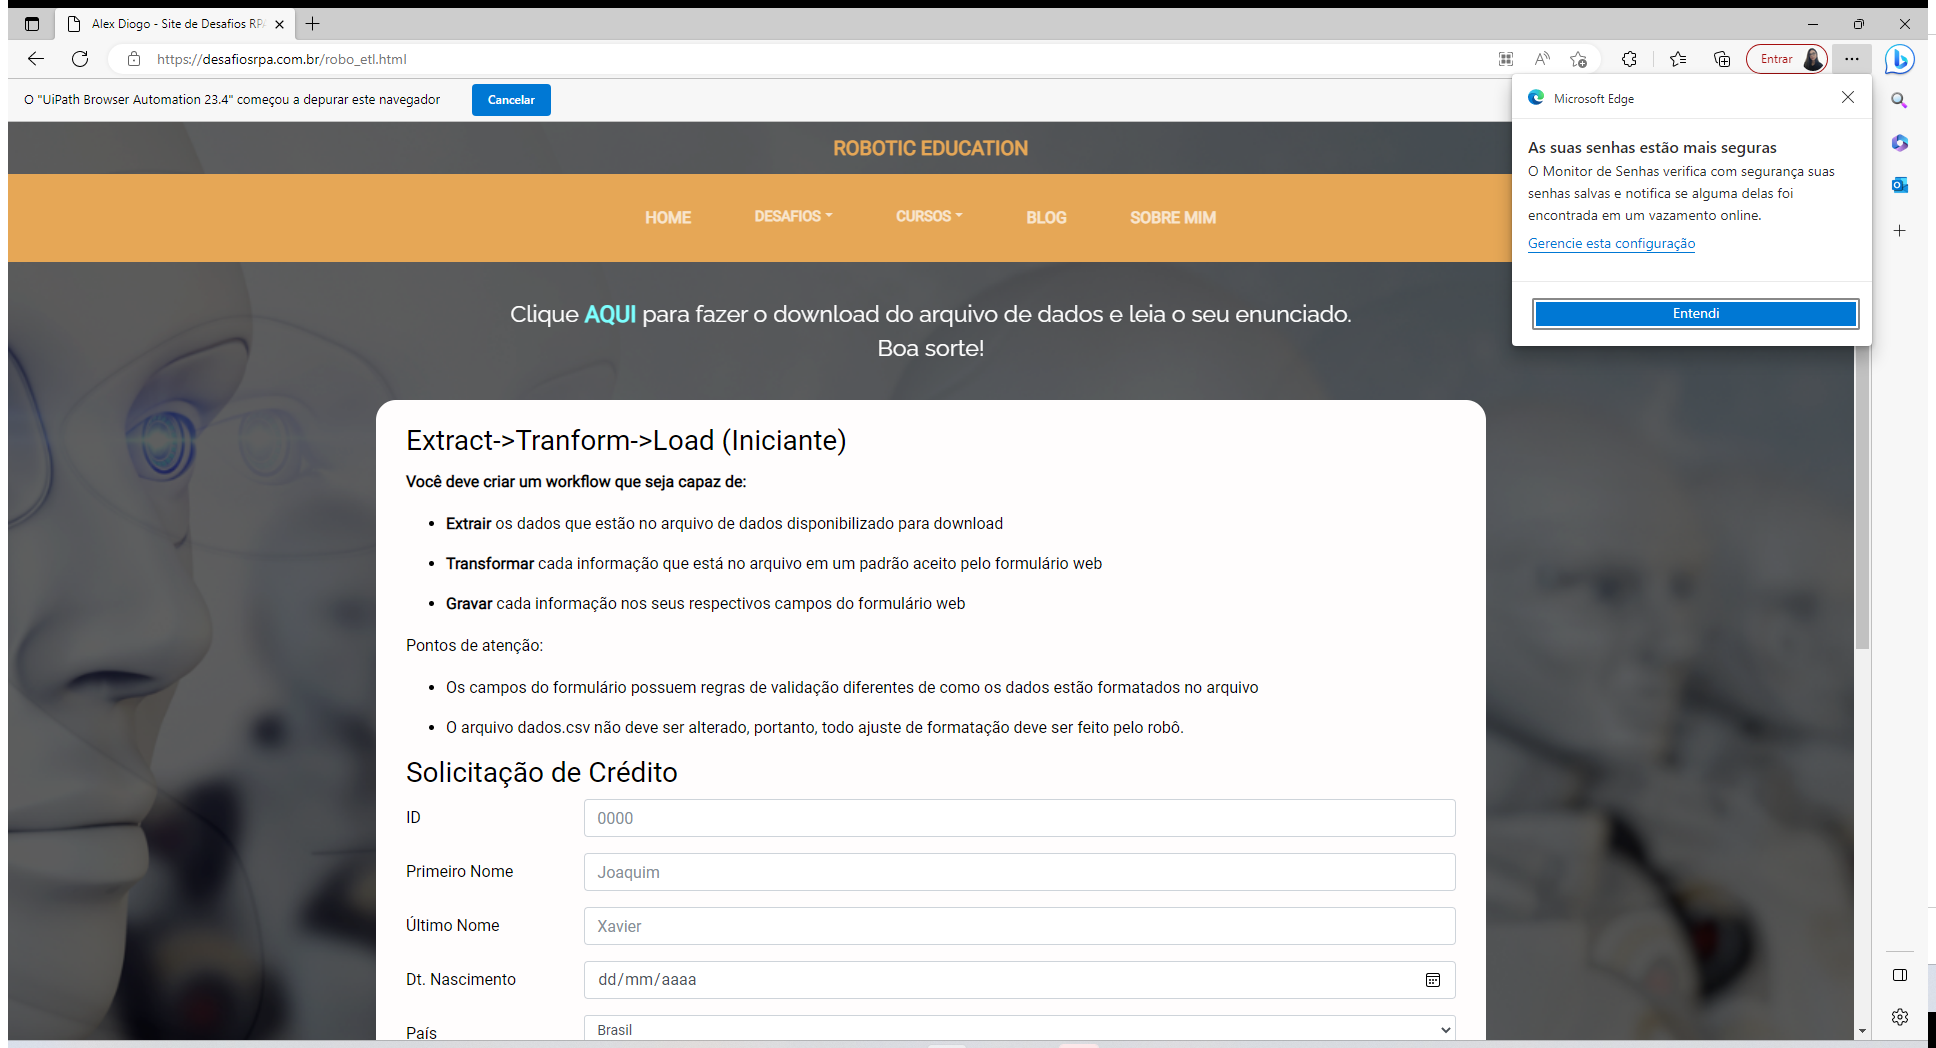 Alex Diogo - Site de Desafios RPA
https://desafiosrpa.com.br/robo_etl.html
Entrar
O "UiPath Browser Automation 23.4" começou a depurar este navegador
Cancelar
Microsoft Edge
As suas senhas estão mais seguras
O Monitor de Senhas verifica com segurança suas
senhas salvas e notifica se alguma delas foi
encontrada em um vazamento online.
Gerencie esta configuração
Entendi
ROBOTIC EDUCATION
HOME DESAFIOS CURSOS BLOG SOBRE MIM
Clique AQUI para fazer o download do arquivo de dados e leia o seu enunciado.
Boa sorte!
Extract->Tranform->Load (Iniciante)
Você deve criar um workflow que seja capaz de:
• Extrair os dados que estão no arquivo de dados disponibilizado para download
• Transformar cada informação que está no arquivo em um padrão aceito pelo formulário web
• Gravar cada informação nos seus respectivos campos do formulário web
Pontos de atenção:
• Os campos do formulário possuem regras de validação diferentes de como os dados estão formatados no arquivo
• O arquivo dados.csv não deve ser alterado, portanto, todo ajuste de formatação deve ser feito pelo robô.
Solicitação de Crédito
ID 0000
Primeiro Nome Joaquim
Último Nome Xavier
Dt. Nascimento dd/mm/aaaa
País Brasil